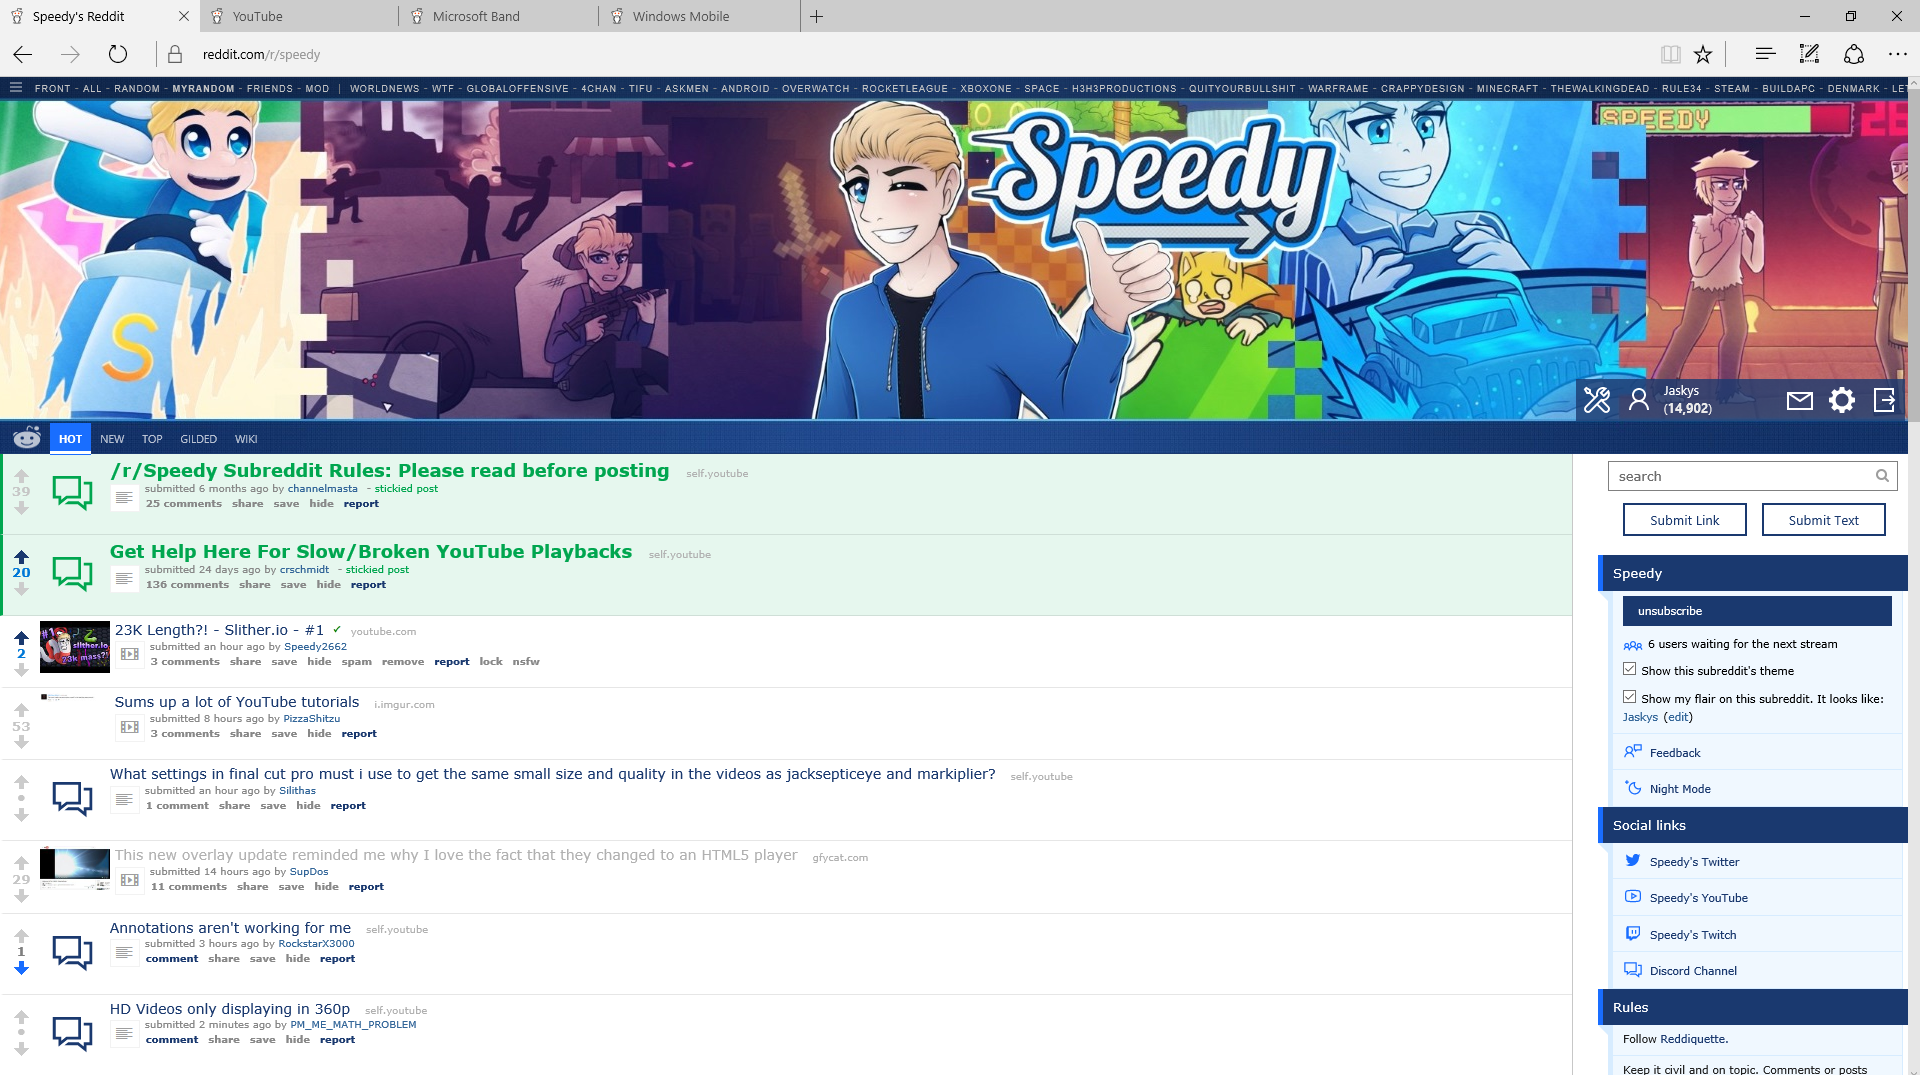 Speedy's Reddit
YouTube
Microsoft Band
Windows Mobile
reddit.com/r/speedy
FRONT - ALL - RANDOM - MYRANDOM - FRIENDS - MOD | WORLDNEWS - WTF - GLOBALOFFENSIVE - 4CHAN - TIFU - ASKMEN - ANDROID - OVERWATCH - ROCKETLEAGUE - XBOXONE - SPACE - H3H3PRODUCTIONS - QUITYOURBULLSHIT - WARFRAME - CRAPPYDESIGN - MINECRAFT - THEWALKINGDEAD - RULE34 - STEAM - BUILDAPC - DENMARK - LET
SPEEDY
Speedy
S
Jaskys
(14,902)
HOT NEW TOP GILDED WIKI
39
/r/Speedy Subreddit Rules: Please read before posting self.youtube
submitted 6 months ago by channelmasta - stickied post
25 comments share save hide report
20
Get Help Here For Slow/Broken YouTube Playbacks self.youtube
submitted 24 days ago by crschmidt - stickied post
136 comments share save hide report
2
#1
slither.io
23k mass?!
23K Length?! - Slither.io - #1 ✓ youtube.com
submitted an hour ago by Speedy2662
3 comments share save hide spam remove report lock nsfw
53
Sums up a lot of YouTube tutorials i.imgur.com
submitted 8 hours ago by PizzaShitzu
3 comments share save hide report
•
What settings in final cut pro must i use to get the same small size and quality in the videos as jacksepticeye and markiplier? self.youtube
submitted an hour ago by Silithas
1 comment share save hide report
29
This new overlay update reminded me why I love the fact that they changed to an HTML5 player gfycat.com
submitted 14 hours ago by SupDos
11 comments share save hide report
1
Annotations aren't working for me self.youtube
submitted 3 hours ago by RockstarX3000
comment share save hide report
•
HD Videos only displaying in 360p self.youtube
submitted 2 minutes ago by PM_ME_MATH_PROBLEM
comment share save hide report
search
Submit Link
Submit Text
Speedy
unsubscribe
6 users waiting for the next stream
Show this subreddit's theme
Show my flair on this subreddit. It looks like:
Jaskys (edit)
Feedback
Night Mode
Social links
Speedy's Twitter
Speedy's YouTube
Speedy's Twitch
Discord Channel
Rules
Follow Reddiquette.
Keep it civil and on topic. Comments or posts